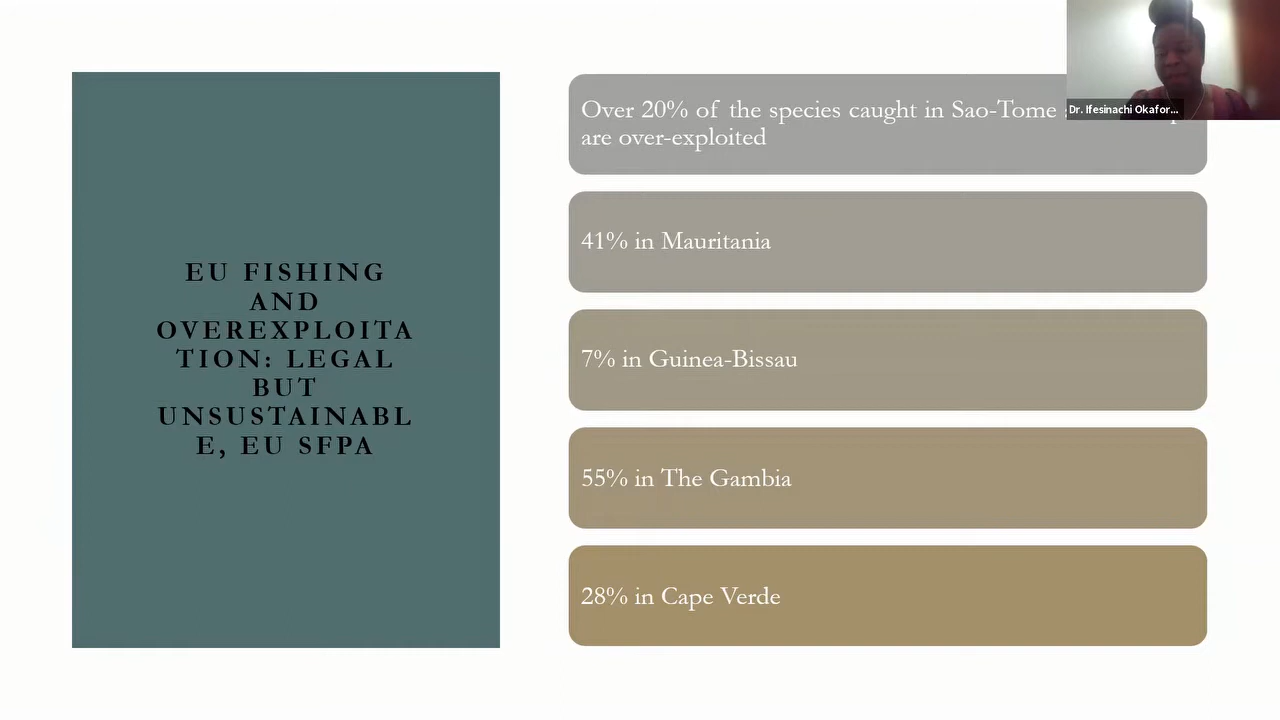 EU FISHING
AND
OVEREXPLOITA
TION: LEGAL
BUT
UNSUSTAINABL
E, EU SFPA
Over 20% of the species caught in Sao-Tome
are over-exploited
41% in Mauritania
7% in Guinea-Bissau
55% in The Gambia
28% in Cape Verde
Dr. Ifesinachi Okafor...